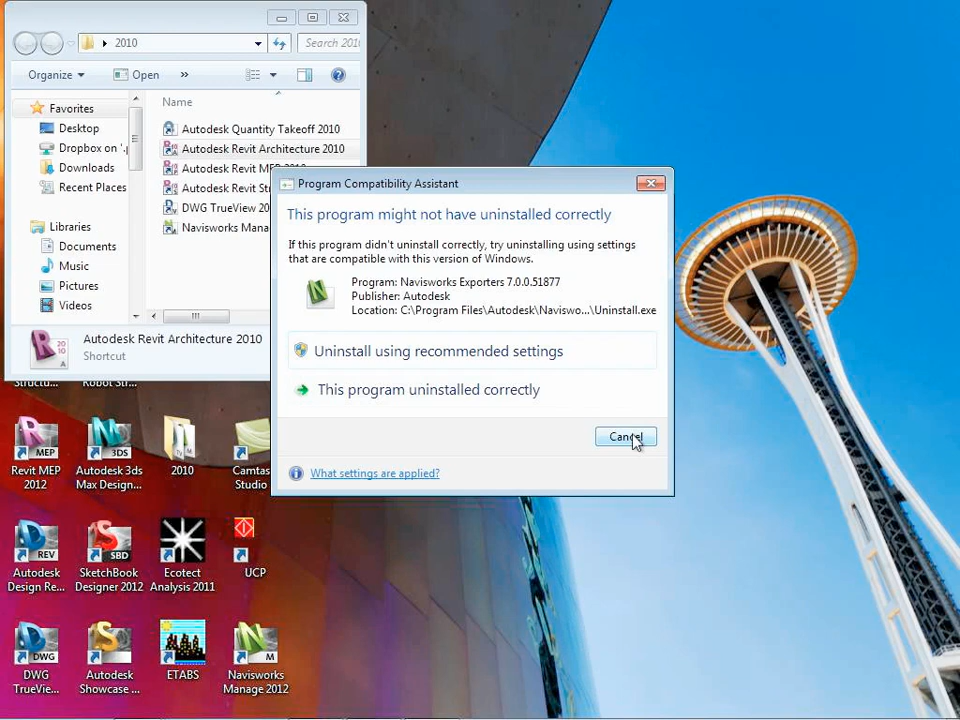 2010
Search 201
Organize
Open
»
Favorites
Desktop
Dropbox on '.
Downloads
Recent Places
Libraries
Documents
Music
Pictures
Videos
Name
Autodesk Quantity Takeoff 2010
Autodesk Revit Architecture 2010
Autodesk Revit MEP 2010
Autodesk Revit St
DWG TrueView 20
Navisworks Mana
Autodesk Revit Architecture 2010
Shortcut
2010
A
Program Compatibility Assistant
This program might not have uninstalled correctly
If this program didn't uninstall correctly, try uninstalling using settings
that are compatible with this version of Windows.
Program: Navisworks Exporters 7.0.0.51877
Publisher: Autodesk
Location: C:\Program Files\Autodesk\Naviswo...\Uninstall.exe
Uninstall using recommended settings
This program uninstalled correctly
Cancel
What settings are applied?
Structu...
Robot Str...
MEP
Revit MEP
2012
3DS
Autodesk 3ds
Max Design...
2010
Camtas
Studio
REV
Autodesk
Design Re...
SBD
SketchBook
Designer 2012
Ecotect
Analysis 2011
UCP
DWG
DWG
TrueVie...
Autodesk
Showcase ...
ETABS
M
Navisworks
Manage 2012